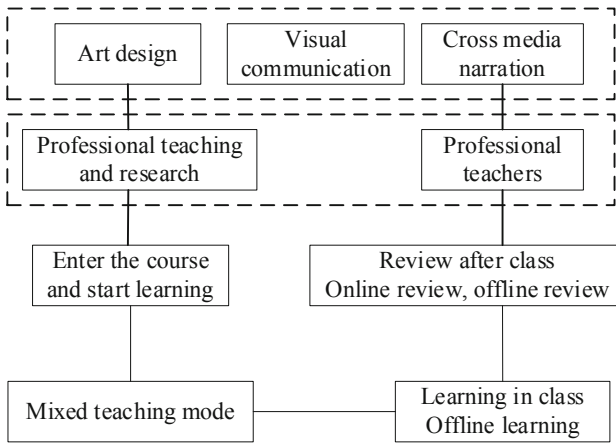 Art design
Visual
communication
Cross media
narration
Professional teaching
and research
Professional
teachers
Enter the course
and start learning
Review after class
Online review, offline review
Mixed teaching mode
Learning in class
Offline learning